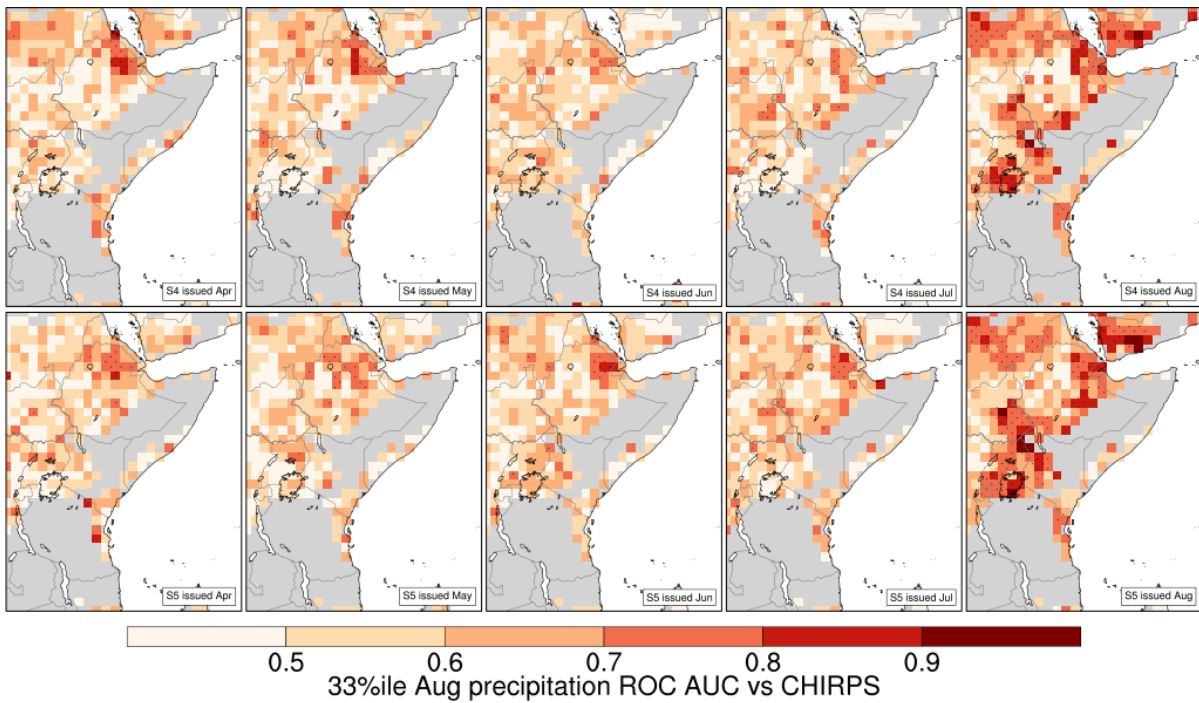 S4 issued Apr
S4 issued May
S4 issued Jun
S4 issued Jul
S4 issued Aug
S5 issued Apr
S5 issued May
S5 issued Jun
S5 issued Jul
S5 issued Aug
0.5 0.6 0.7 0.8 0.9
33%ile Aug precipitation ROC AUC vs CHIRPS